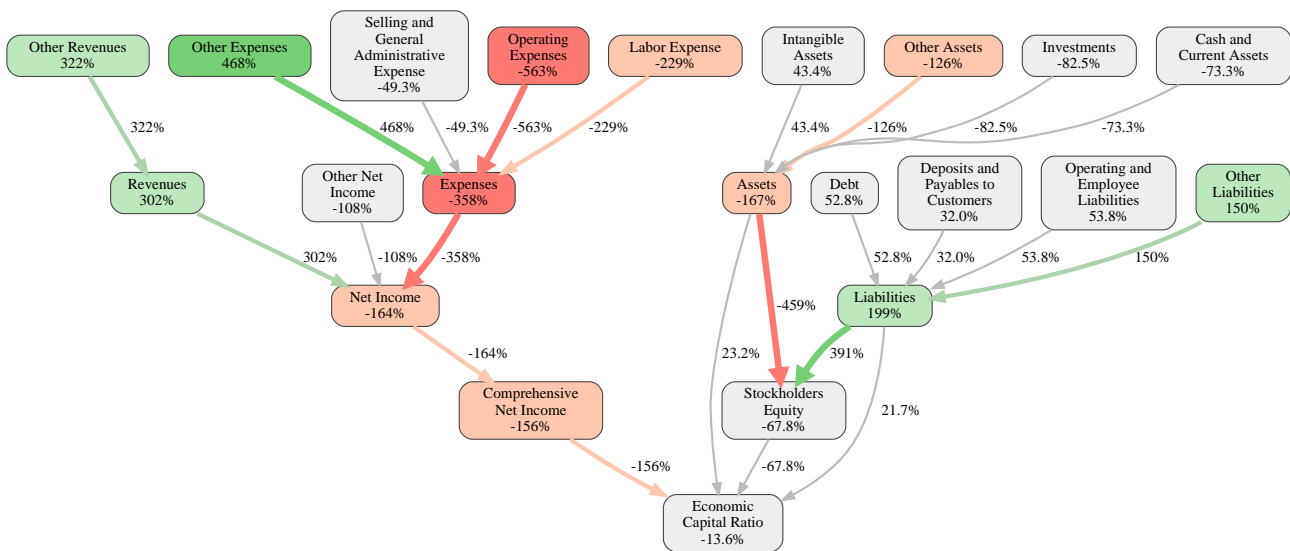 Other Revenues
322%
Other Expenses
468%
Selling and
General
Administrative
Expense
-49.3%
Operating
Expenses
-563%
Labor Expense
-229%
Intangible
Assets
43.4%
Other Assets
-126%
Investments
-82.5%
Cash and
Current Assets
-73.3%
322%
468%
-49.3%
-563%
-229%
43.4%
-126%
-82.5%
-73.3%
Revenues
302%
Other Net
Income
-108%
Expenses
-358%
Assets
-167%
Debt
52.8%
Deposits and
Payables to
Customers
32.0%
Operating and
Employee
Liabilities
53.8%
Other
Liabilities
150%
302%
-108%
-358%
52.8%
32.0%
53.8%
150%
Net Income
-164%
-459%
Liabilities
199%
-164%
23.2%
391%
Comprehensive
Net Income
-156%
Stockholders
Equity
-67.8%
21.7%
-156%
-67.8%
Economic
Capital Ratio
-13.6%